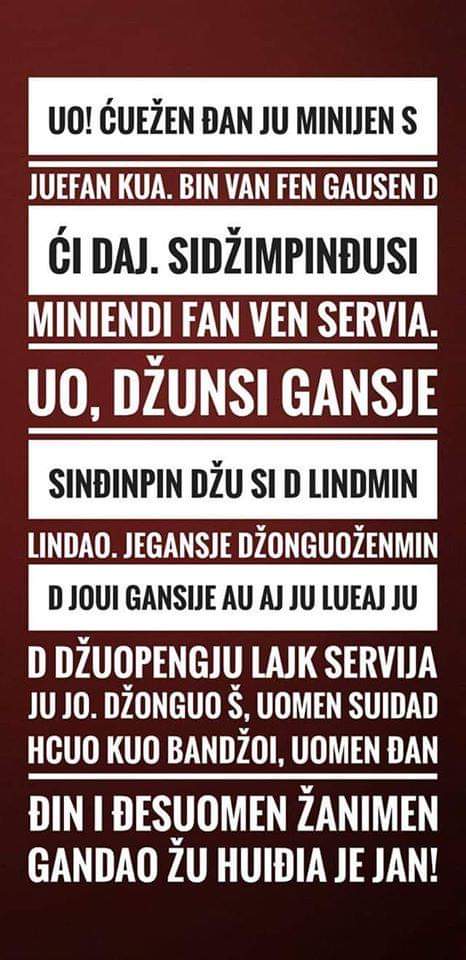 UO! ĆUEŽEN ĐAN JU MINIJEN S
JUEFAN KUA. BIN VAN FEN GAUSEN D
ĆI DAJ. SIDŽIMPINĐUSI
MINIENDI FAN VEN SERVIA.
UO, DŽUNSI GANSJE
SINĐINPIN DŽU SI D LINDMIN
LINDAO. JEGANSJE DŽONGUOŽENMIN
D JOUI GANSIJE AU AJ JU LUEAJ JU
D DŽUOPENGJU LAJK SERVIJA
JU JO. DŽONGUO Š, UOMEN SUIDAD
HCUO KUO BANDŽOI, UOMEN ĐAN
ĐIN I ĐESUOMEN ŽANIMEN
GANDAO ŽU HUIĐIA JE JAN!